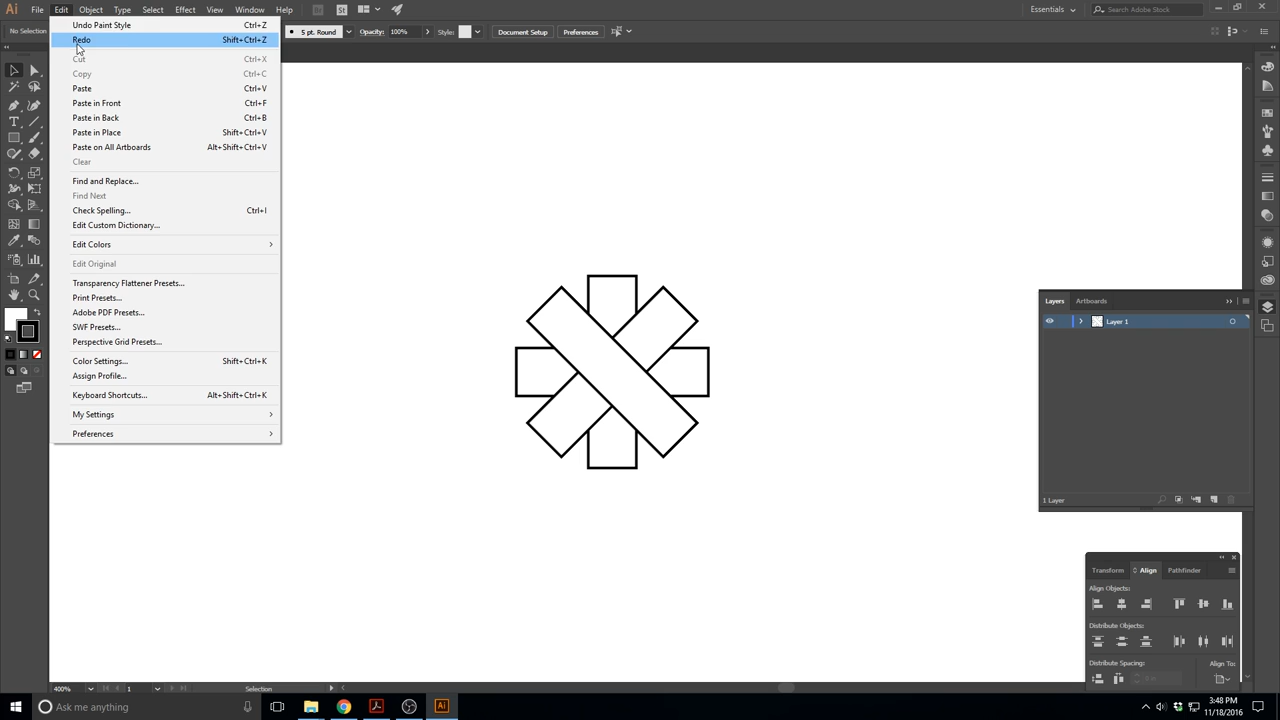 Ai File Edit Object Type Select Effect View Window Help Br St Essentials Search Adobe Stock
No Selection 5 pt. Round Opacity: 100% Style: Document Setup Preferences
Undo Paint Style Ctrl+Z
Redo Shift+Ctrl+Z
Cut Ctrl+X
Copy Ctrl+C
Paste Ctrl+V
Paste in Front Ctrl+F
Paste in Back Ctrl+B
Paste in Place Shift+Ctrl+V
Paste on All Artboards Alt+Shift+Ctrl+V
Clear
Find and Replace...
Find Next
Check Spelling... Ctrl+I
Edit Custom Dictionary...
Edit Colors
Edit Original
Transparency Flattener Presets...
Print Presets...
Adobe PDF Presets...
SWF Presets...
Perspective Grid Presets...
Color Settings... Shift+Ctrl+K
Assign Profile...
Keyboard Shortcuts... Alt+Shift+Ctrl+K
My Settings
Preferences
Layers Artboards
Layer 1
1 Layer
Transform Align Pathfinder
Align Objects:
Distribute Objects:
Distribute Spacing: Align To:
400% 1 Selection
Ask me anything Ai 3:48 PM
11/18/2016